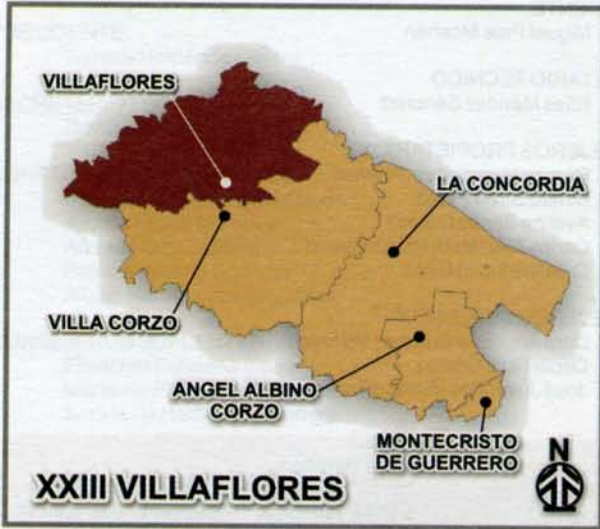 VILLAFLORES
LA CONCORDIA
VILLA CORZO
ANGEL ALBINO
CORZO
MONTECRISTO
DE GUERRERO
XXIII VILLAFLORES
N